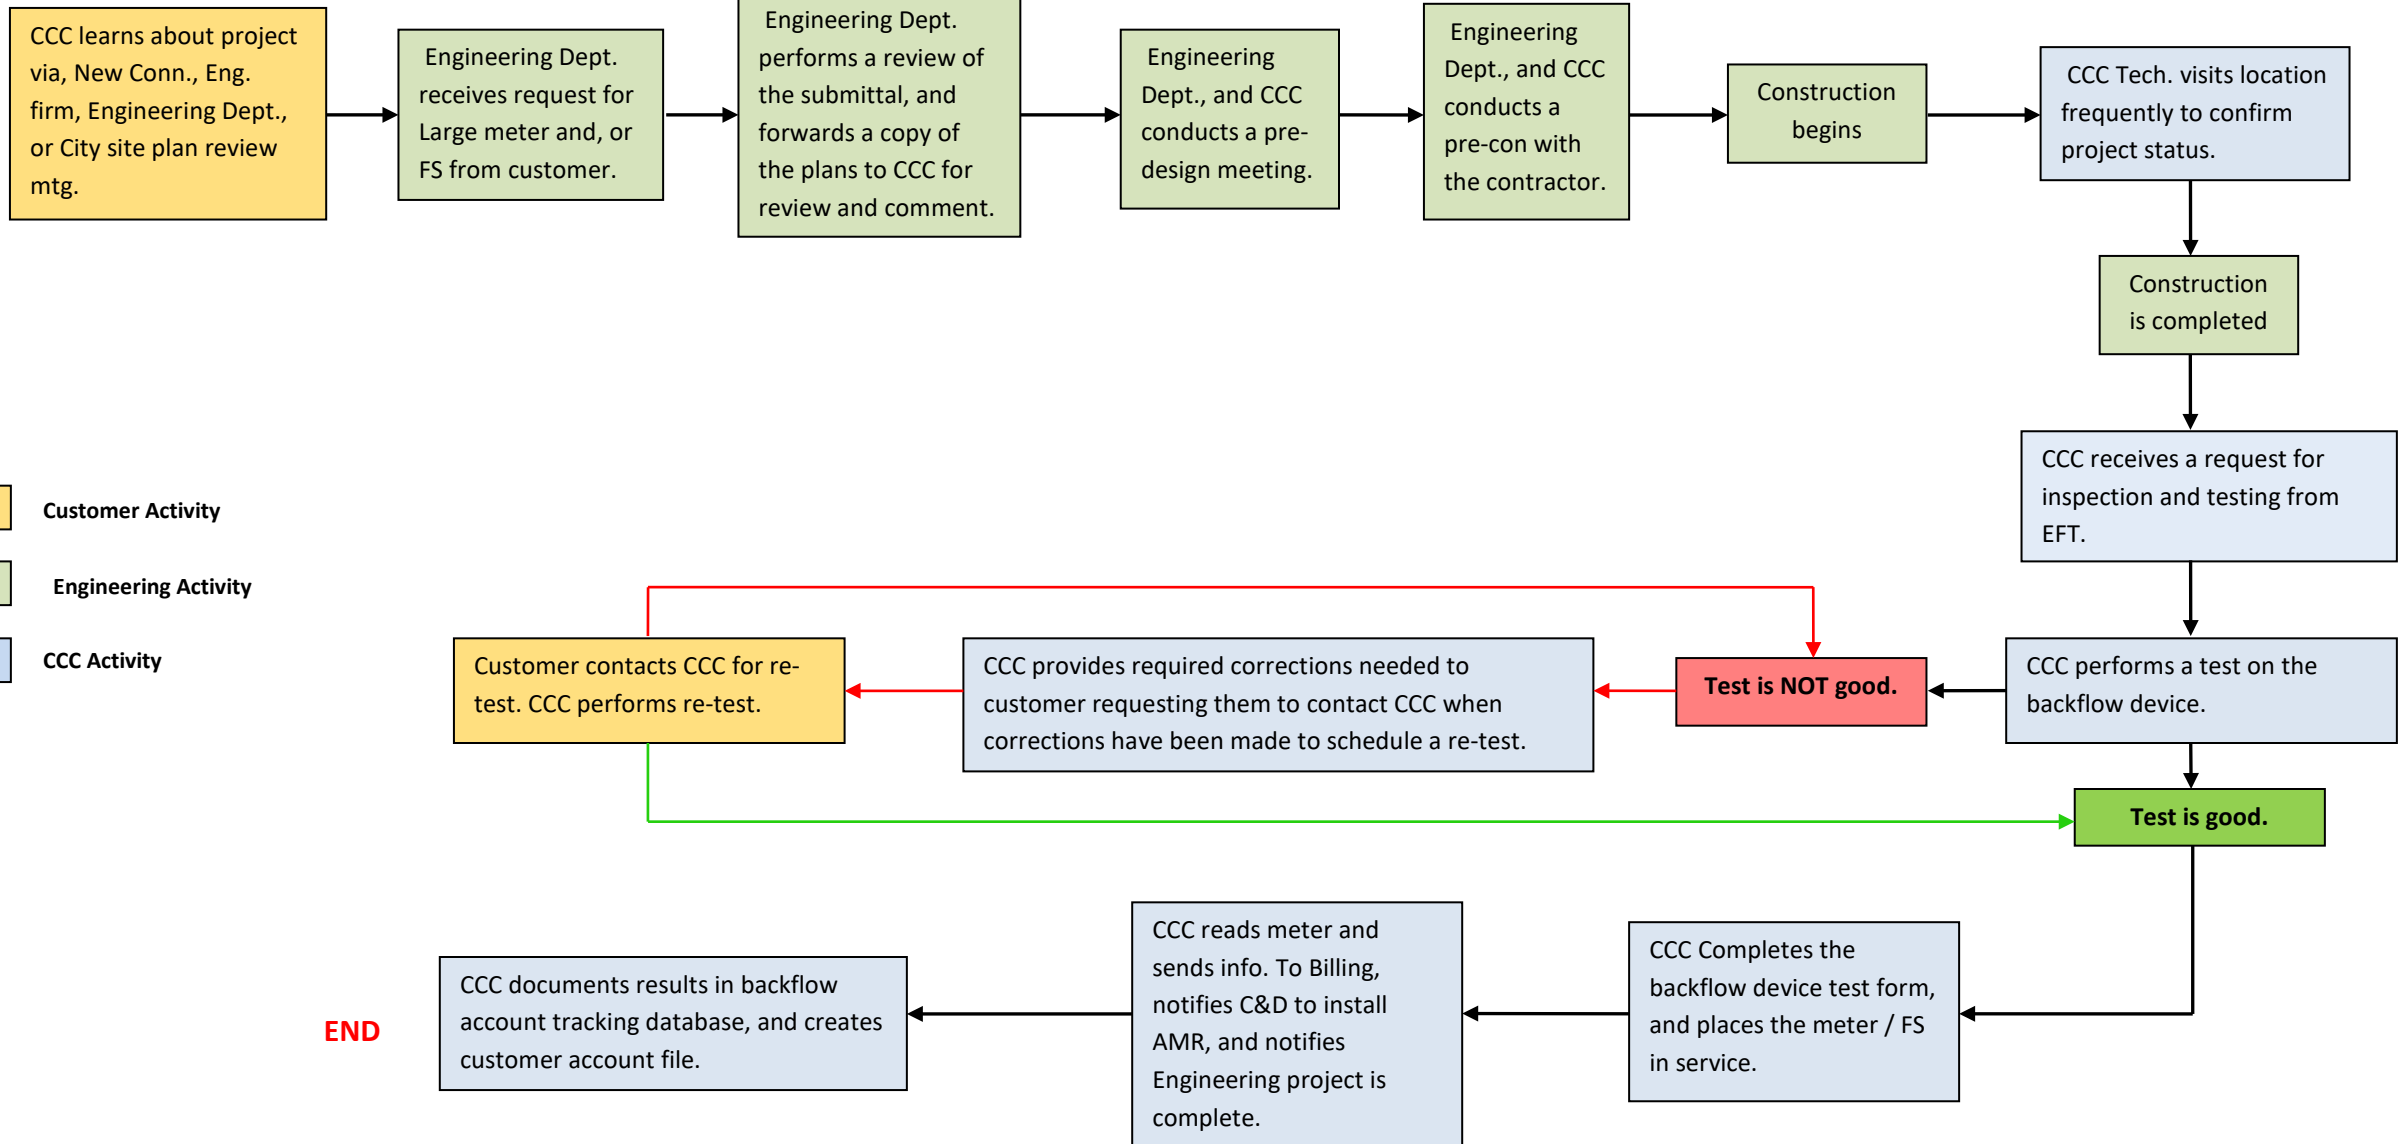 CCC learns about project
via, New Conn., Eng.
firm, Engineering Dept.,
or City site plan review
mtg.
Engineering Dept.
receives request for
Large meter and, or
FS from customer.
Engineering Dept.
performs a review of
the submittal, and
forwards a copy of
the plans to CCC for
review and comment.
Engineering
Dept., and CCC
conducts a pre-
design meeting.
Engineering
Dept., and CCC
conducts a
pre-con with
the contractor.
Construction
begins
CCC Tech. visits location
frequently to confirm
project status.
Construction
is completed
CCC receives a request for
inspection and testing from
EFT.
Customer Activity
Engineering Activity
CCC Activity
CCC performs a test on the
backflow device.
Test is NOT good.
CCC provides required corrections needed to
customer requesting them to contact CCC when
corrections have been made to schedule a re-test.
Customer contacts CCC for re-
test. CCC performs re-test.
Test is good.
CCC Completes the
backflow device test form,
and places the meter / FS
in service.
CCC reads meter and
sends info. To Billing,
notifies C&D to install
AMR, and notifies
Engineering project is
complete.
CCC documents results in backflow
account tracking database, and creates
customer account file.
END